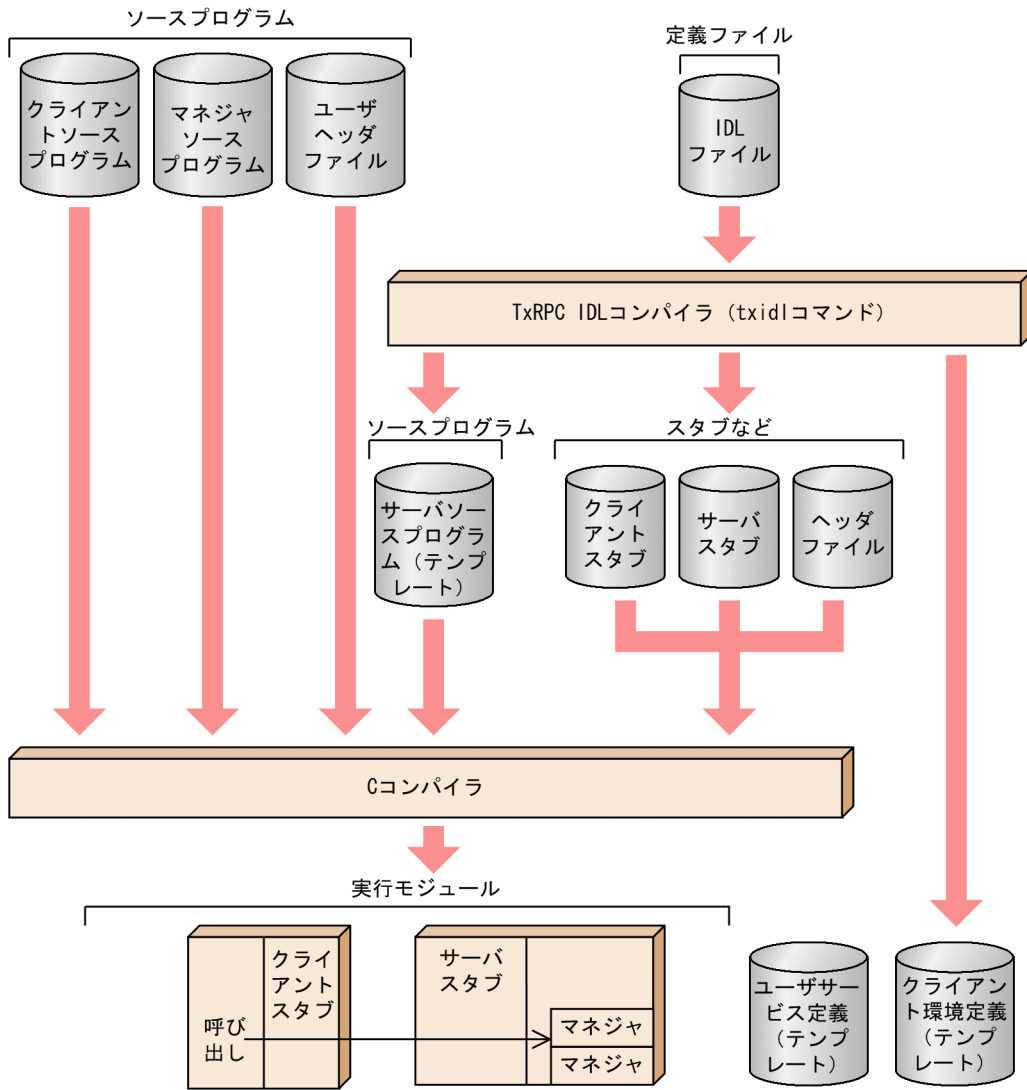 ソースプログラム
クライアン
トソース
プログラム
マネジャ
ソース
プログラム
ユーザ
ヘッダ
ファイル
定義ファイル
IDL
ファイル
TxRPC IDLコンパイラ（txidlコマンド）
ソースプログラム
サーバソー
スプログラ
ム（テンプ
レート）
スタブなど
クライ
アント
スタブ
サーバ
スタブ
ヘッダ
ファイル
Cコンパイラ
実行モジュール
呼び
出し
クライ
アント
スタブ
サーバ
スタブ
マネジャ
マネジャ
ユーザサー
ビス定義
（テンプ
レート）
クライアン
ト環境定義
（テンプ
レート）